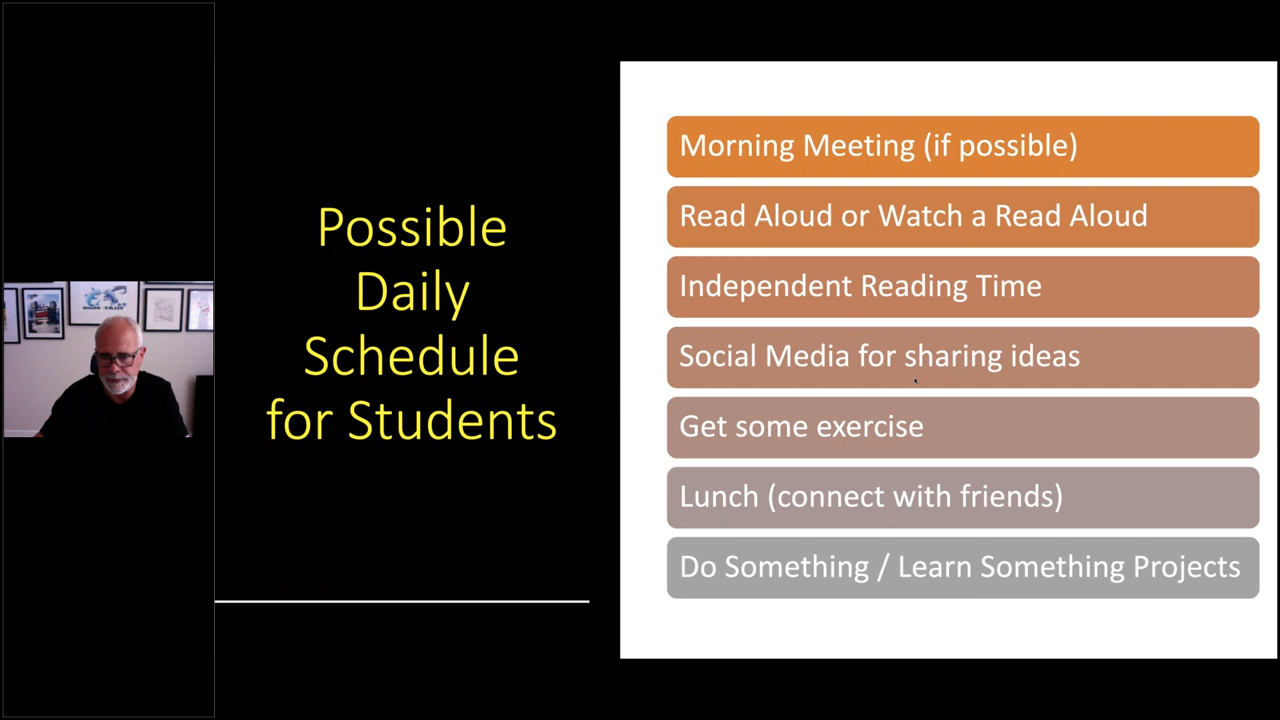 Possible
Daily
Schedule
for Students
Morning Meeting (if possible)
Read Aloud or Watch a Read Aloud
Independent Reading Time
Social Media for sharing ideas
Get some exercise
Lunch (connect with friends)
Do Something / Learn Something Projects